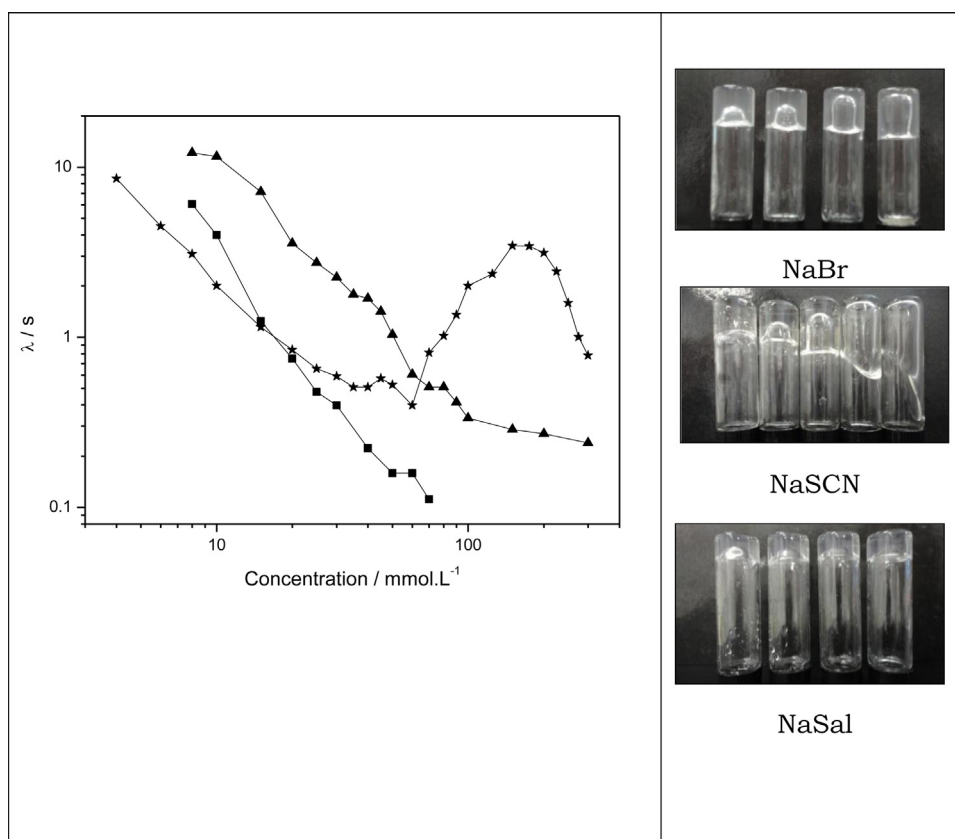 10
1
0.1
λ / s
10
100
Concentration / mmol.L⁻¹
NaBr
NaSCN
NaSal